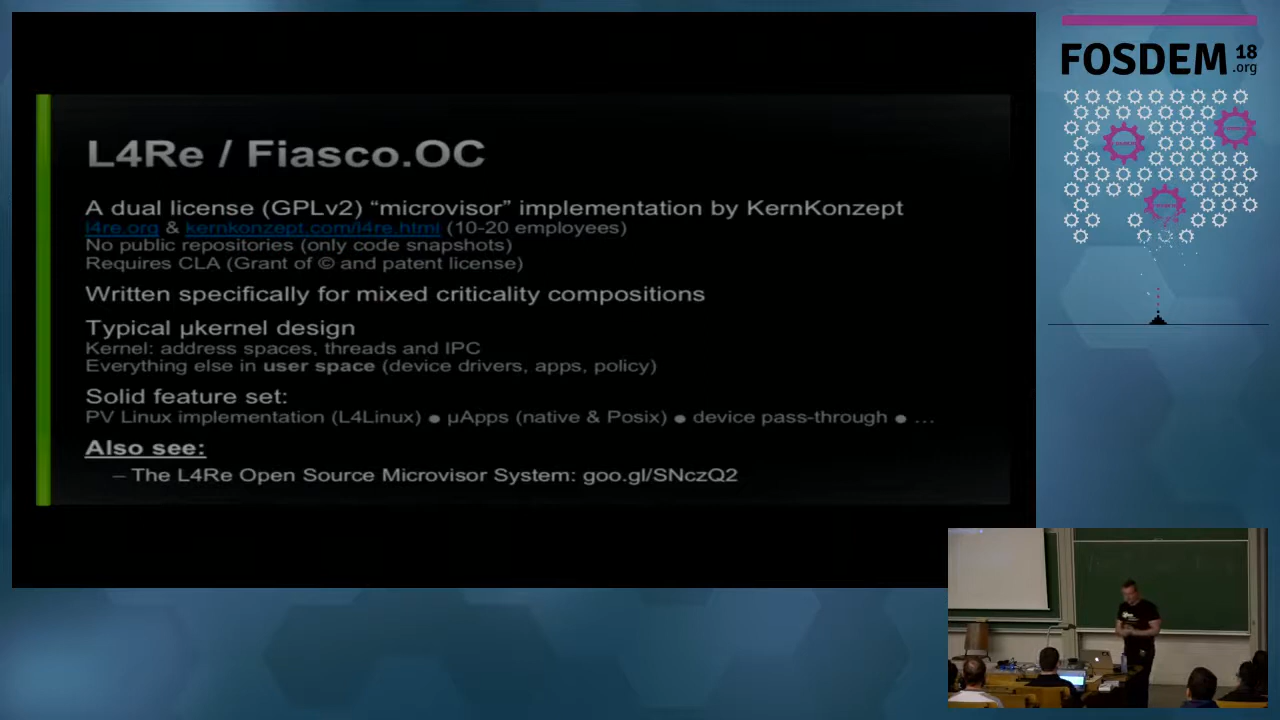 FOSDEM 18
.org
L4Re / Fiasco.OC
A dual license (GPLv2) “microvisor” implementation by KernKonzept
l4re.org & kernkonzept.com/l4re.html (10-20 employees)
No public repositories (only code snapshots)
Requires CLA (Grant of © and patent license)
Written specifically for mixed criticality compositions
Typical µkernel design
Kernel: address spaces, threads and IPC
Everything else in user space (device drivers, apps, policy)
Solid feature set:
PV Linux implementation (L4Linux) ● µApps (native & Posix) ● device pass-through ● …
Also see:
– The L4Re Open Source Microvisor System: goo.gl/SNczQ2